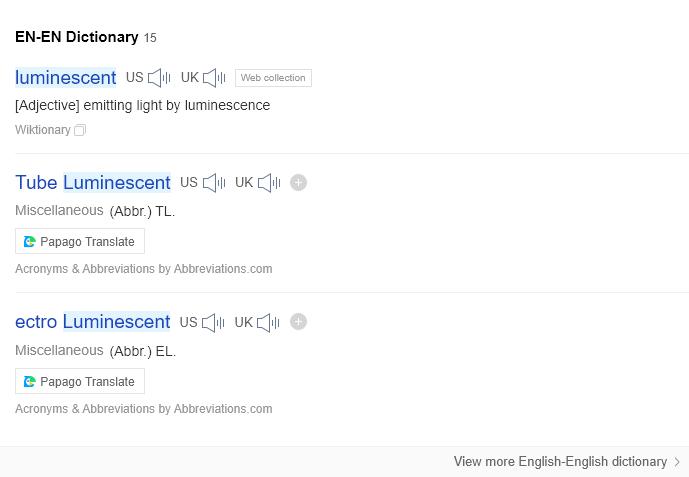 EN-EN Dictionary 15
luminescent US UK Web collection
[Adjective] emitting light by luminescence
Wiktionary
Tube Luminescent US UK
Miscellaneous (Abbr.) TL.
Papago Translate
Acronyms & Abbreviations by Abbreviations.com
ectro Luminescent US UK
Miscellaneous (Abbr.) EL.
Papago Translate
Acronyms & Abbreviations by Abbreviations.com
View more English-English dictionary